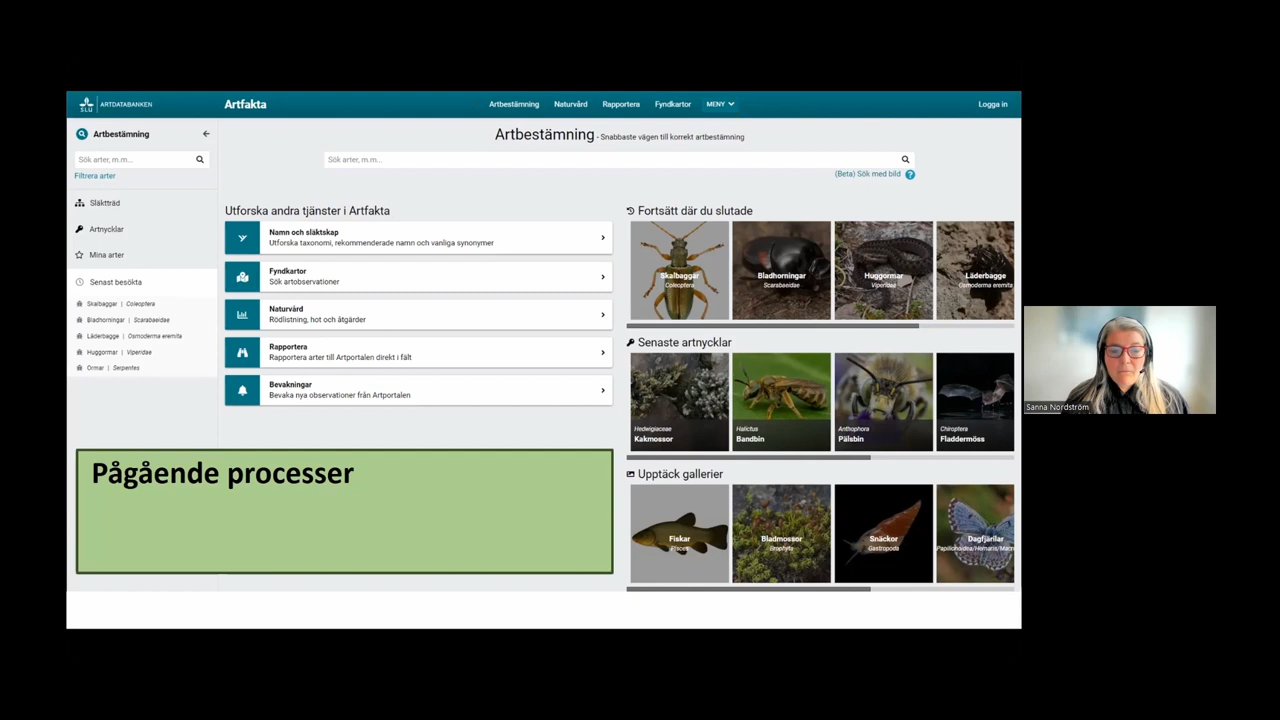 SLU ARTDATABANKEN
Artfakta
Artbestämning Naturvård Rapportera Fyndkartor MENY
Logga in
Artbestämning
Sök arter, m.m...
Filtrera arter
Släktträd
Artnycklar
Mina arter
Senast besökta
Skalbaggar | Coleoptera
Bladhorningar | Scarabaeidae
Läderbagge | Osmoderma eremita
Huggormar | Viperidae
Ormar | Serpentes
Artbestämning - Snabbaste vägen till korrekt artbestämning
Sök arter, m.m...
(Beta) Sök med bild ?
Utforska andra tjänster i Artfakta
Namn och släktskap
Utforska taxonomi, rekommenderade namn och vanliga synonymer
Fyndkartor
Sök artobservationer
Naturvård
Rödlistning, hot och åtgärder
Rapportera
Rapportera arter till Artportalen direkt i fält
Bevakningar
Bevaka nya observationer från Artportalen
Pågående processer
Fortsätt där du slutade
Skalbaggar
Coleoptera
Bladhorningar
Scarabaeidae
Huggormar
Viperidae
Läderbagge
Osmoderma eremita
Senaste artnycklar
Hedwigiaceae
Kakmossor
Halictus
Bandbin
Anthophora
Pälsbin
Chiroptera
Fladdermöss
Upptäck gallerier
Fiskar
Pisces
Bladmossor
Bryophyta
Snäckor
Gastropoda
Dagfjärilar
Sanna Nordström